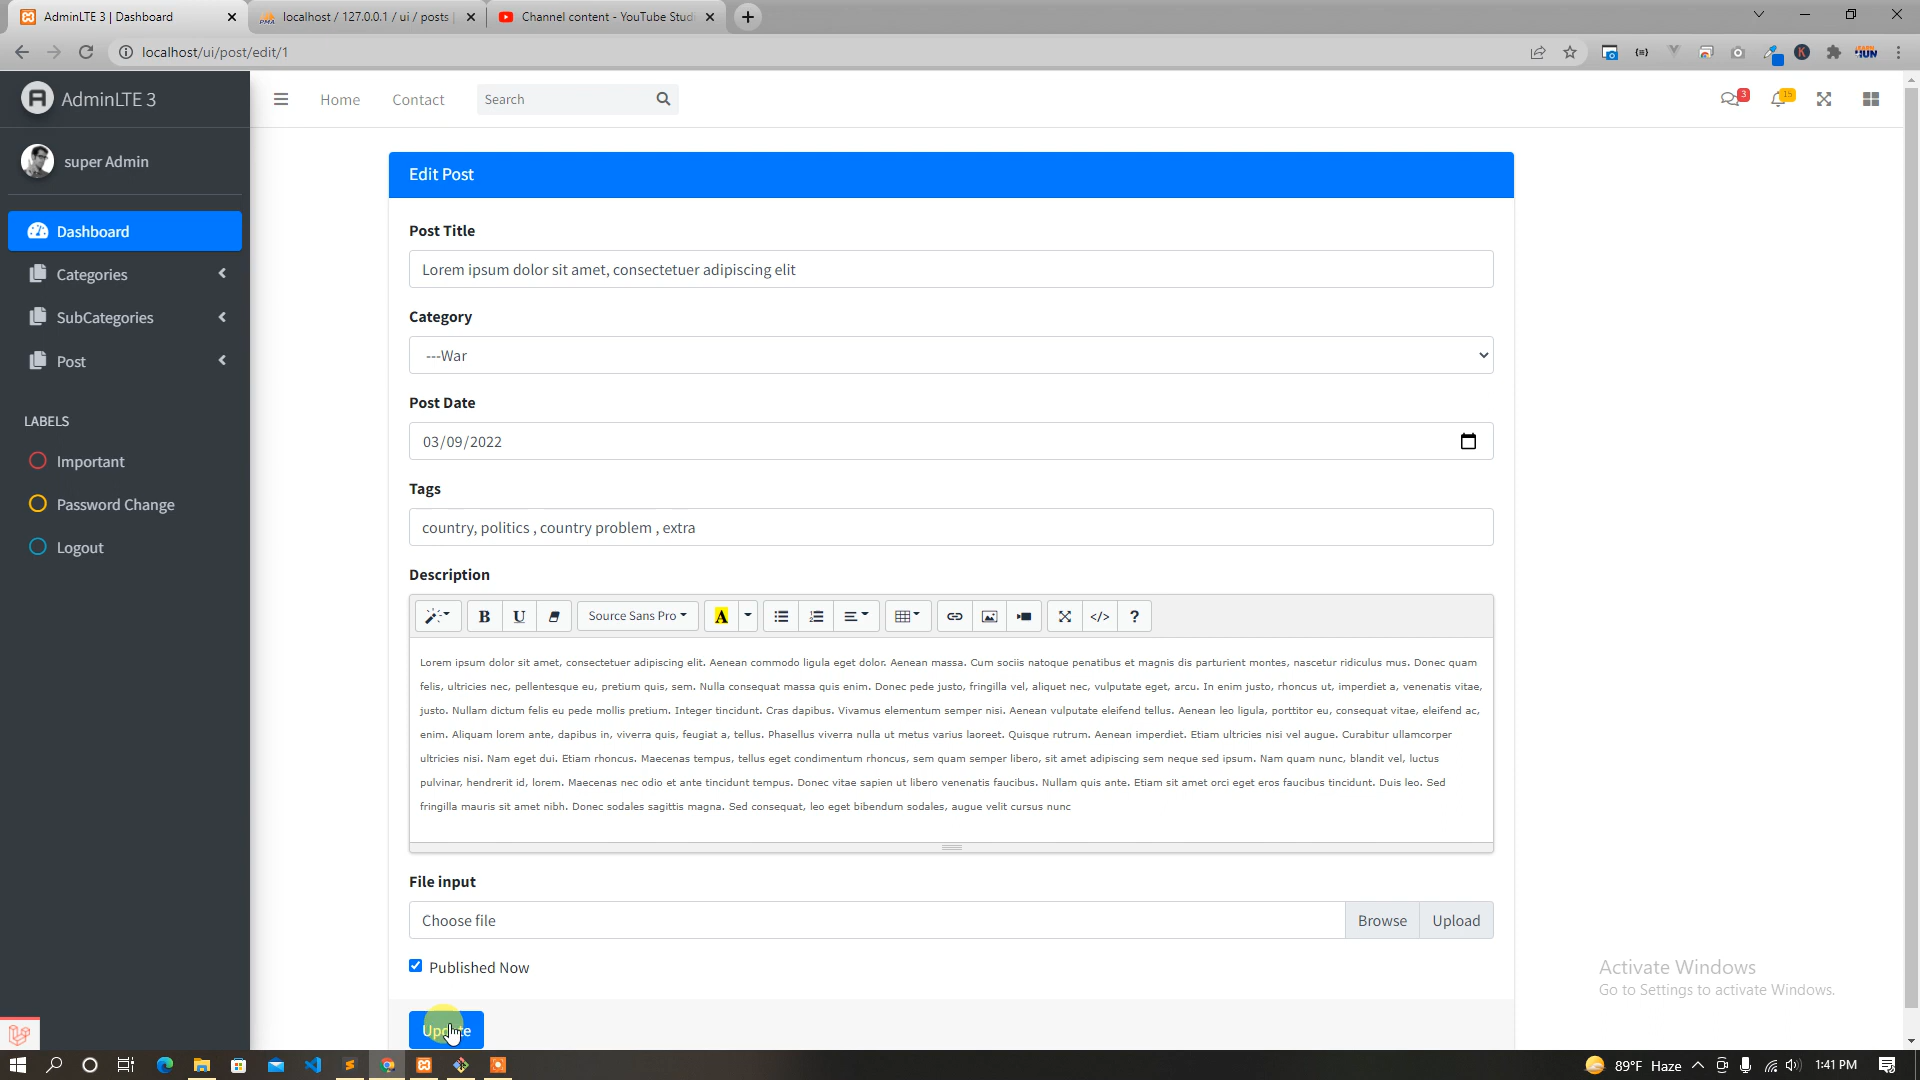 AdminLTE 3 | Dashboard
localhost / 127.0.0.1 / ui / posts |
Channel content - YouTube Stud
localhost/ui/post/edit/1
AdminLTE 3
Home
Contact
Search
3
15
super Admin
Dashboard
Categories
SubCategories
Post
LABELS
Important
Password Change
Logout
Edit Post
Post Title
Lorem ipsum dolor sit amet, consectetuer adipiscing elit
Category
---War
Post Date
03/09/2022
Tags
country, politics , country problem , extra
Description
B
U
Source Sans Pro
A
</>
?
Lorem ipsum dolor sit amet, consectetuer adipiscing elit. Aenean commodo ligula eget dolor. Aenean massa. Cum sociis natoque penatibus et magnis dis parturient montes, nascetur ridiculus mus. Donec quam
felis, ultricies nec, pellentesque eu, pretium quis, sem. Nulla consequat massa quis enim. Donec pede justo, fringilla vel, aliquet nec, vulputate eget, arcu. In enim justo, rhoncus ut, imperdiet a, venenatis vitae,
justo. Nullam dictum felis eu pede mollis pretium. Integer tincidunt. Cras dapibus. Vivamus elementum semper nisi. Aenean vulputate eleifend tellus. Aenean leo ligula, porttitor eu, consequat vitae, eleifend ac,
enim. Aliquam lorem ante, dapibus in, viverra quis, feugiat a, tellus. Phasellus viverra nulla ut metus varius laoreet. Quisque rutrum. Aenean imperdiet. Etiam ultricies nisi vel augue. Curabitur ullamcorper
ultricies nisi. Nam eget dui. Etiam rhoncus. Maecenas tempus, tellus eget condimentum rhoncus, sem quam semper libero, sit amet adipiscing sem neque sed ipsum. Nam quam nunc, blandit vel, luctus
pulvinar, hendrerit id, lorem. Maecenas nec odio et ante tincidunt tempus. Donec vitae sapien ut libero venenatis faucibus. Nullam quis ante. Etiam sit amet orci eget eros faucibus tincidunt. Duis leo. Sed
fringilla mauris sit amet nibh. Donec sodales sagittis magna. Sed consequat, leo eget bibendum sodales, augue velit cursus nunc
File input
Choose file
Browse
Upload
Published Now
Update
Activate Windows
Go to Settings to activate Windows.
89°F Haze
1:41 PM